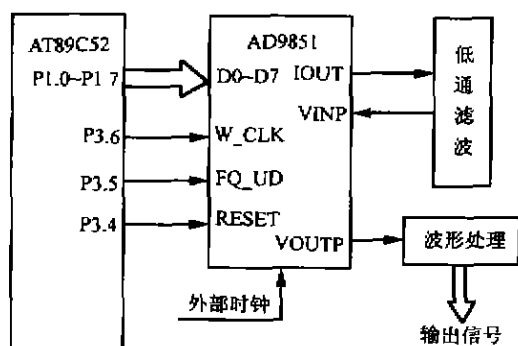 AT89C52
P1.0~P1 7
P3.6
P3.5
P3.4
AD9851
D0~D7
IOUT
VINP
W_CLK
FQ_UD
RESET
VOUTP
低通滤波
波形处理
外部时钟
输出信号